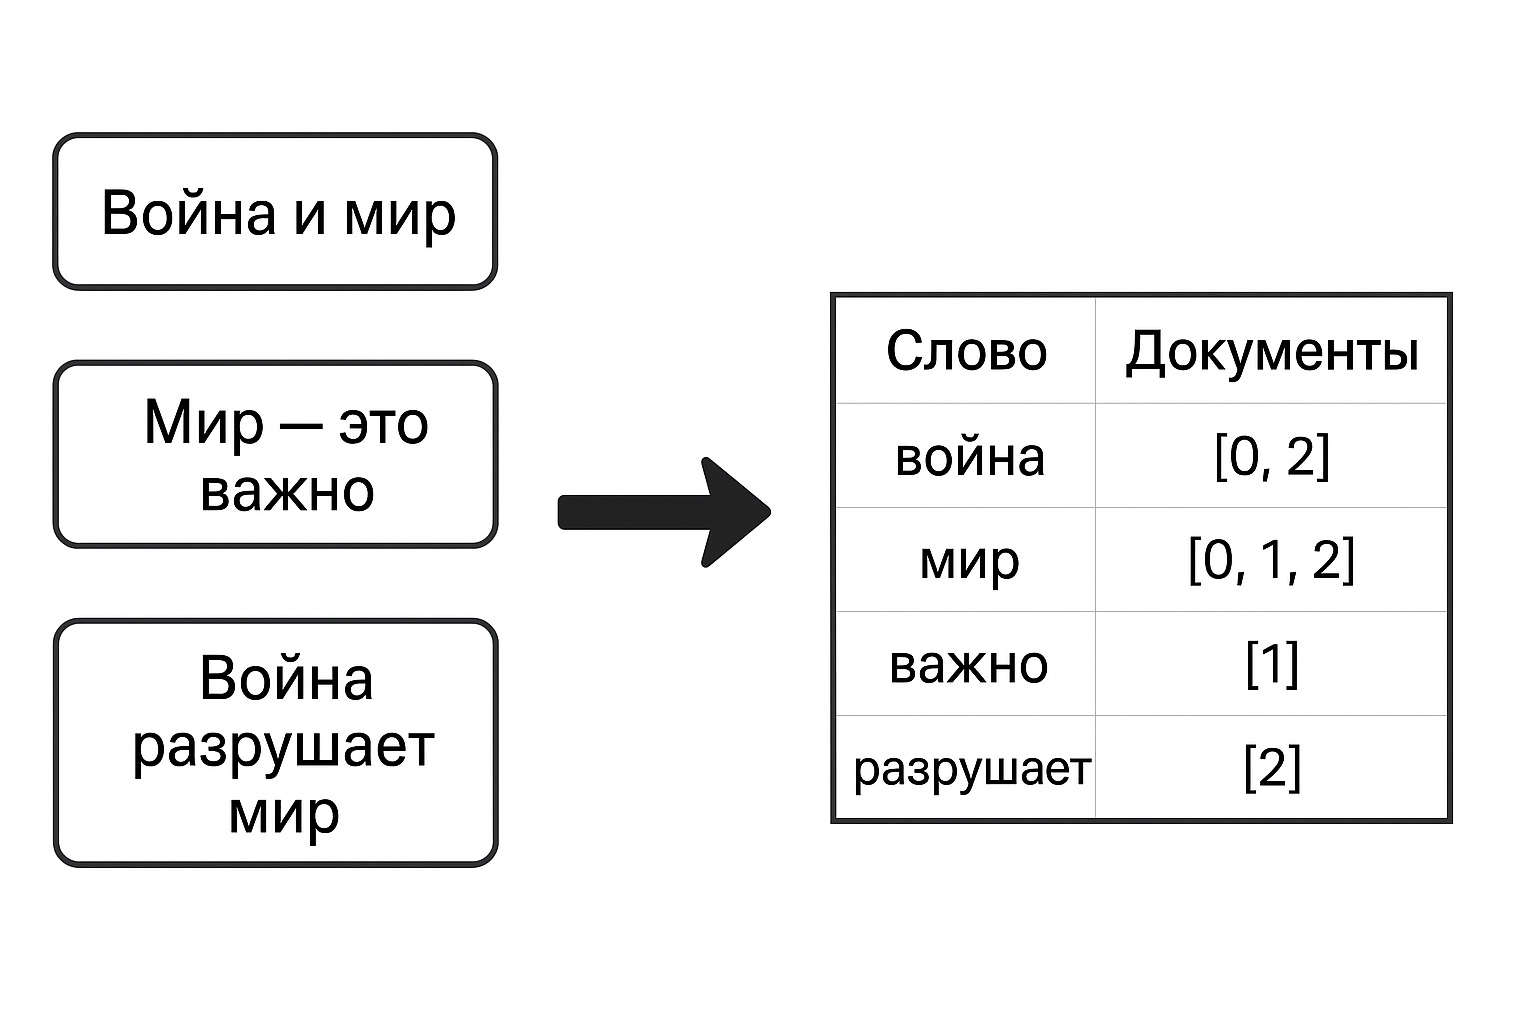 Война и мир
Мир — это
важно
Война
разрушает
мир
Слово Документы
война [0, 2]
мир [0, 1, 2]
важно [1]
разрушает [2]